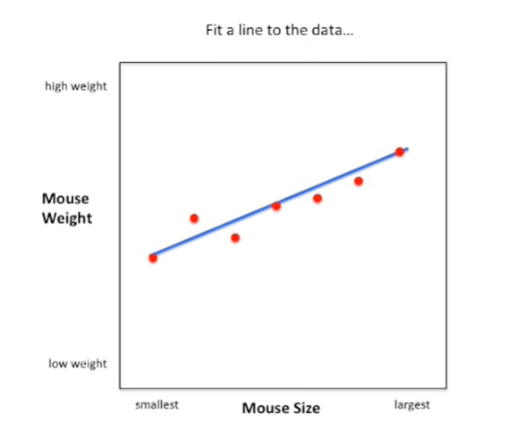 Fit a line to the data...
high weight
Mouse
Weight
low weight
smallest
Mouse Size
largest